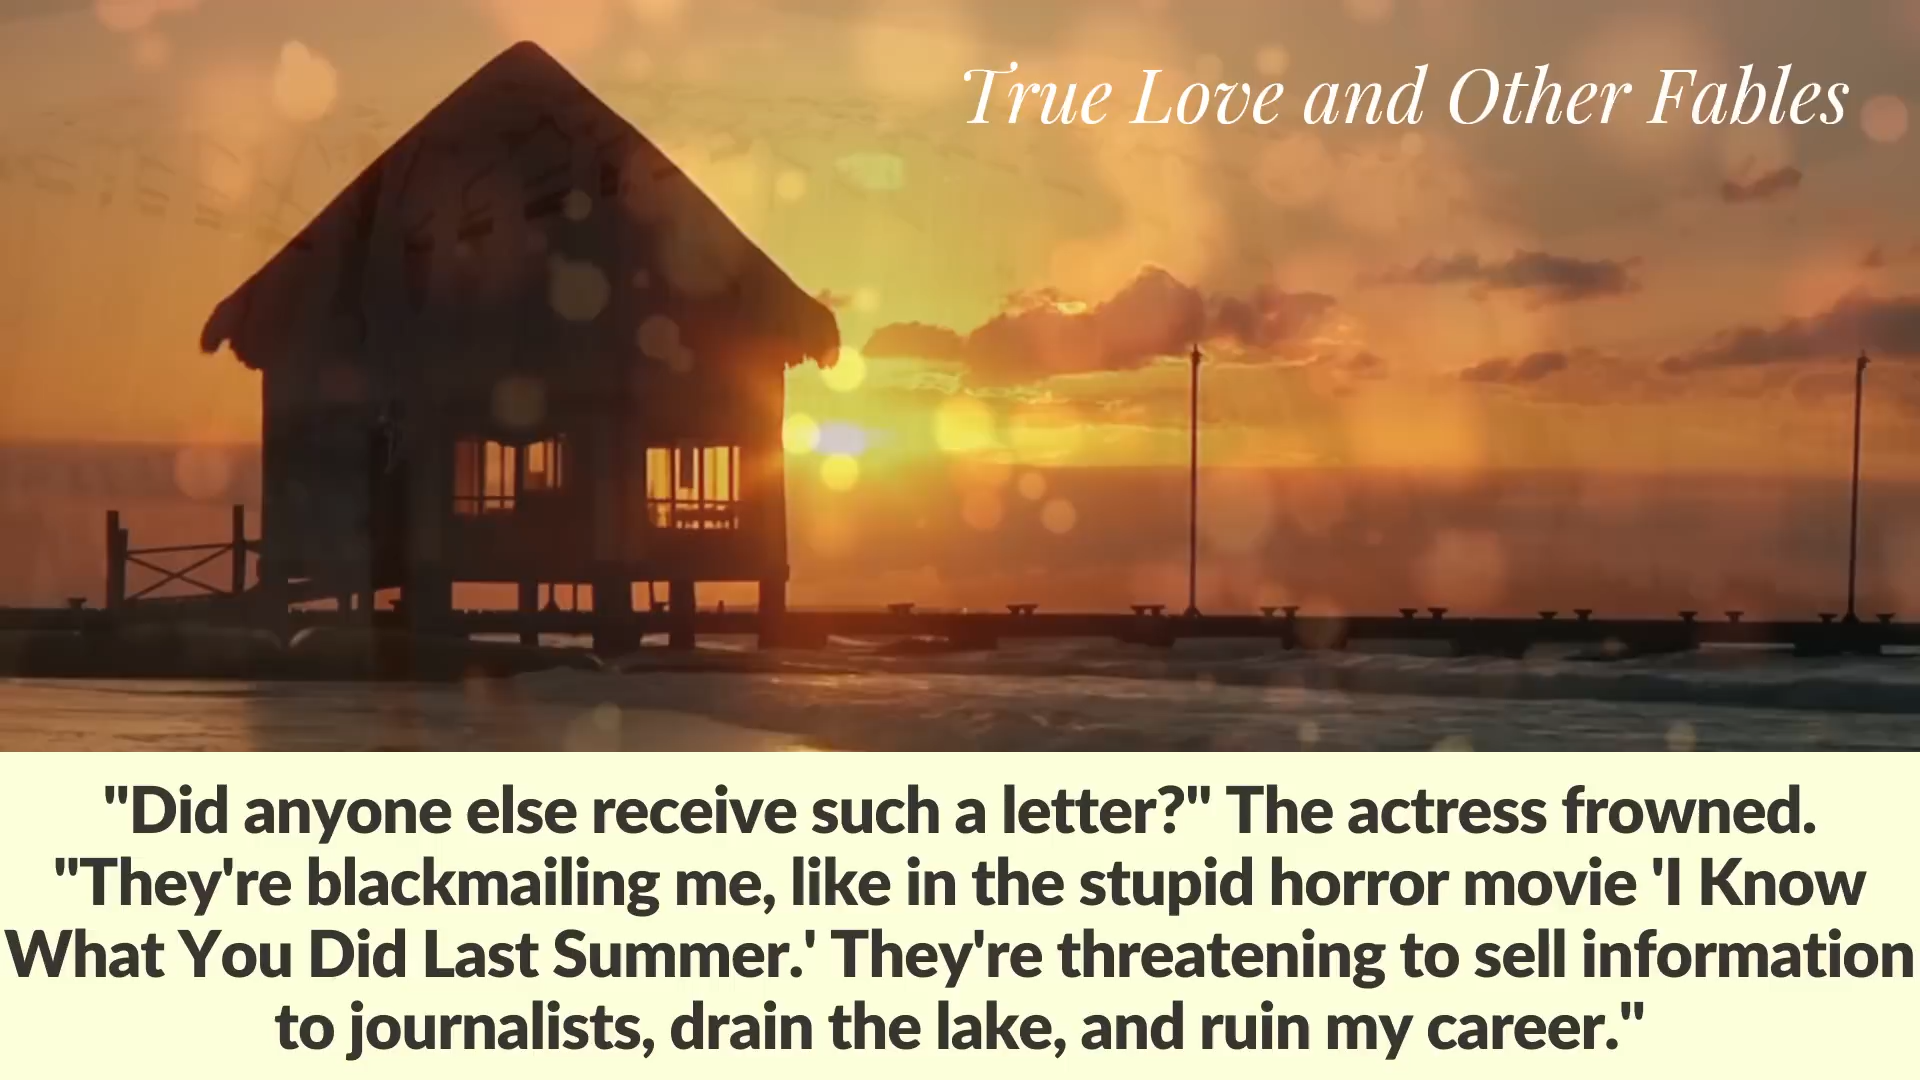 True Love and Other Fables
"Did anyone else receive such a letter?" The actress frowned.
"They're blackmailing me, like in the stupid horror movie 'I Know
What You Did Last Summer.' They're threatening to sell information
to journalists, drain the lake, and ruin my career."